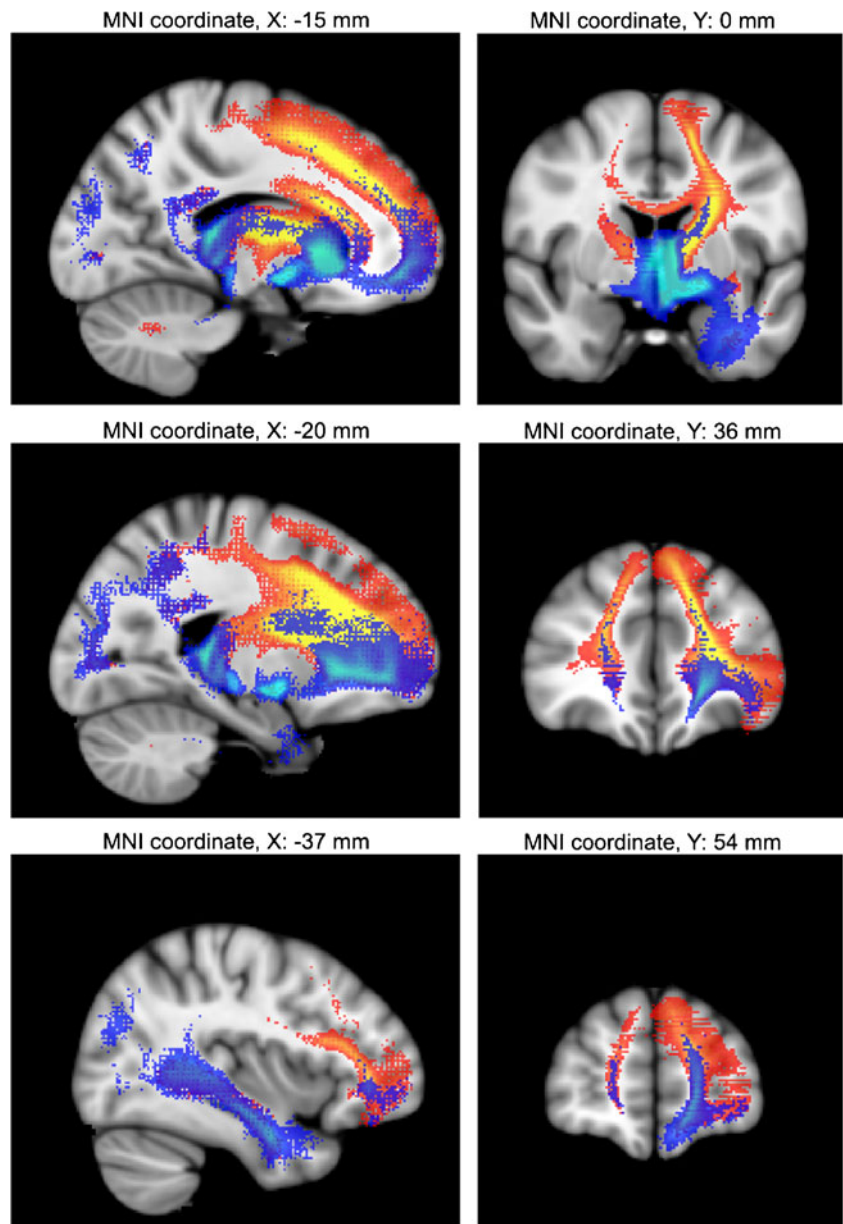 MNI coordinate, X: -15 mm
MNI coordinate, Y: 0 mm
MNI coordinate, X: -20 mm
MNI coordinate, Y: 36 mm
MNI coordinate, X: -37 mm
MNI coordinate, Y: 54 mm